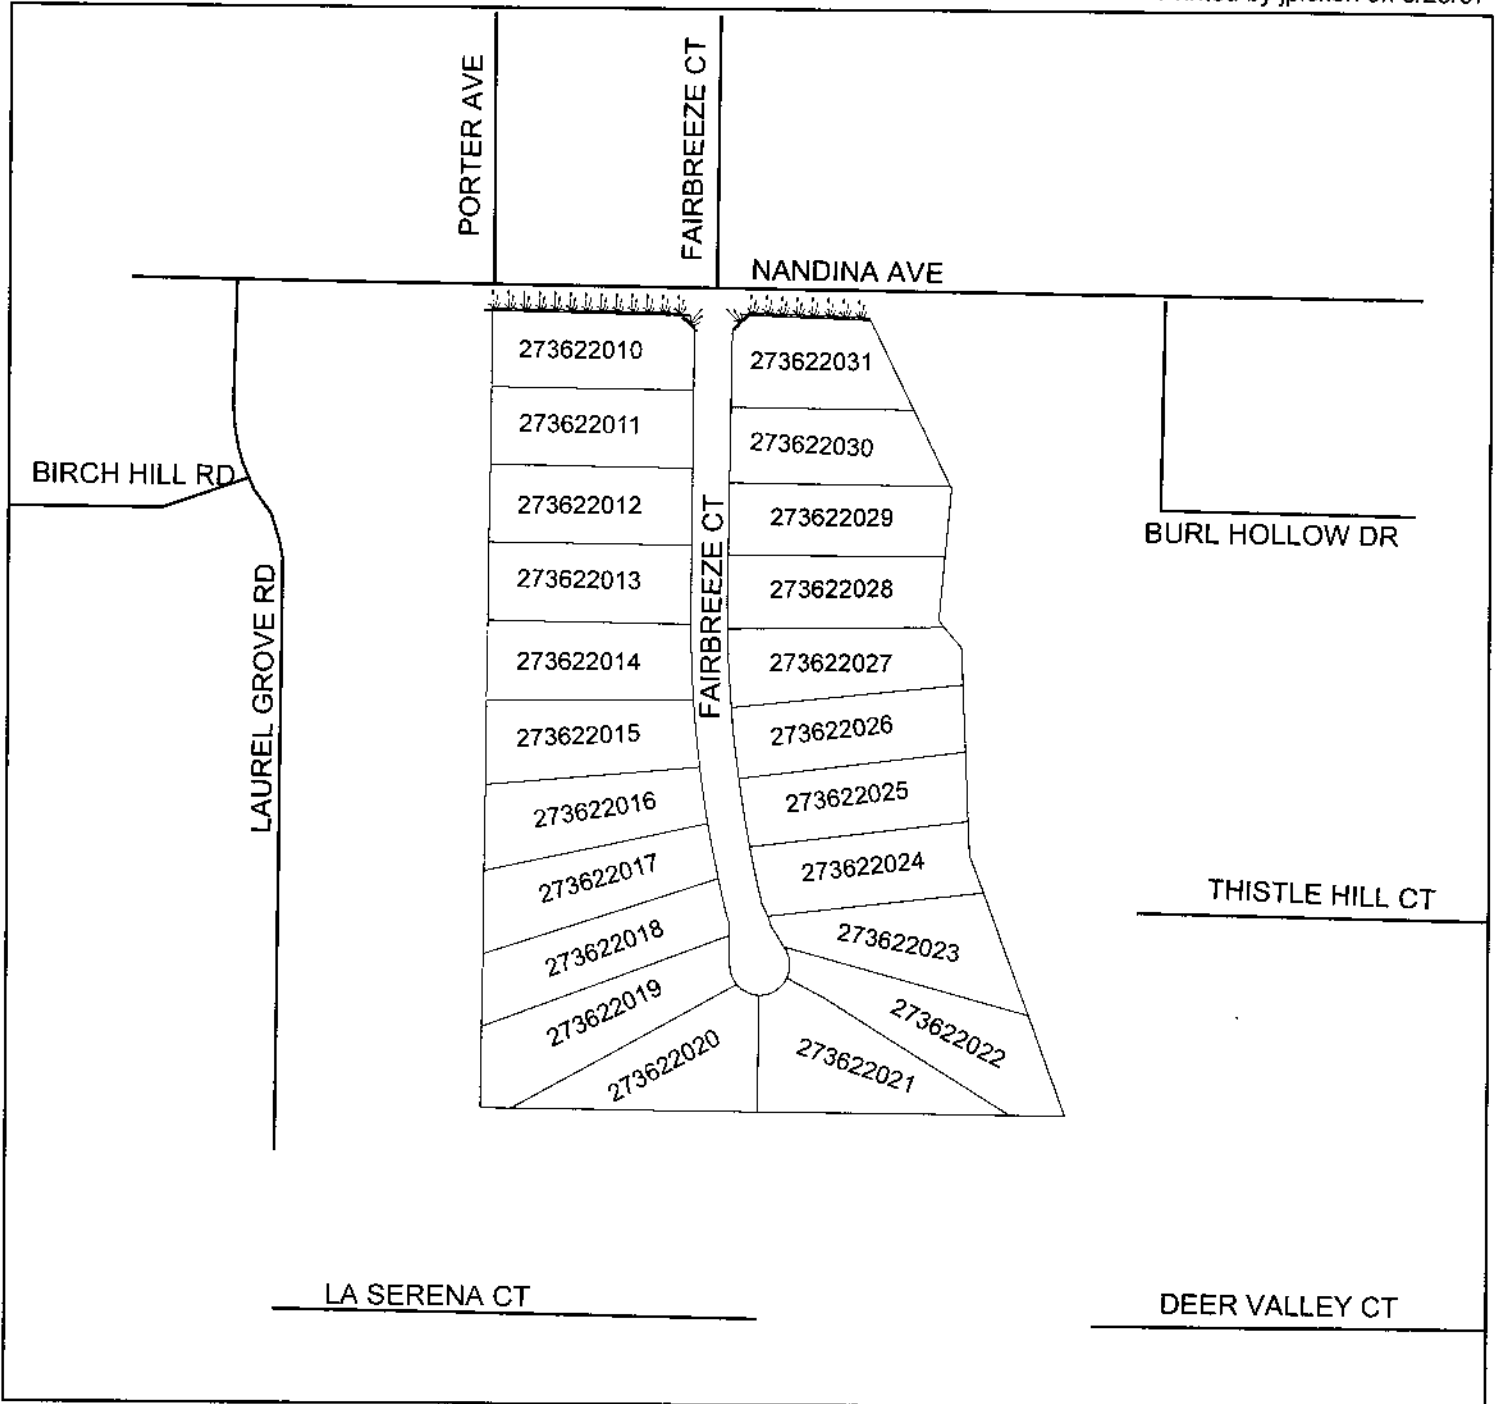 PORTER AVE
FAIRBREEZE CT
NANDINA AVE
273622010
273622031
273622011
273622030
BIRCH HILL RD
273622012
273622029
BURL HOLLOW DR
FAIRBREEZE CT
273622013
273622028
LAUREL GROVE RD
273622014
273622027
273622015
273622026
273622016
273622025
273622017
273622024
THISTLE HILL CT
273622018
273622023
273622019
273622022
273622020
273622021
LA SERENA CT
DEER VALLEY CT